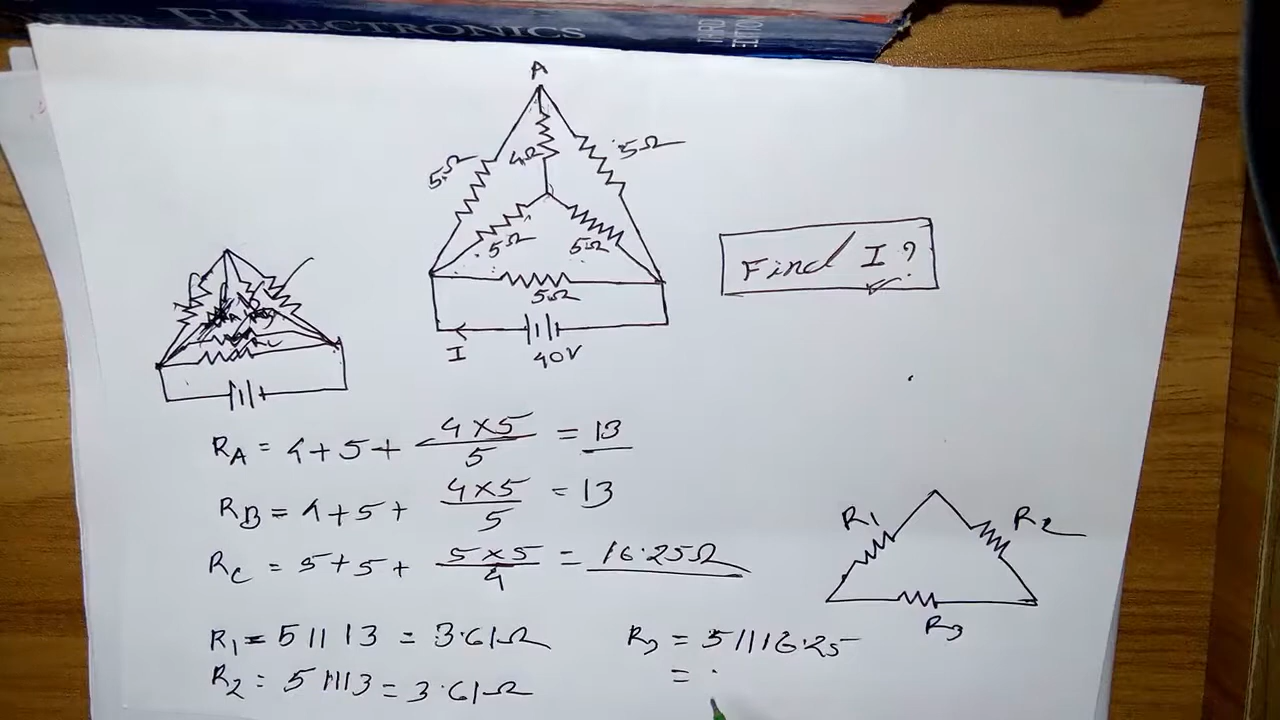 ELECTRONICS
THIRD
EDITION
A
5Ω
4Ω
5Ω
5Ω
5Ω
5Ω
I
40V
Find I ?
RA = 4+5+ 4×5/5 = 13
RB = 4+5+ 4×5/5 = 13
RC = 5+5+ 5×5/4 = 16.25Ω
R1 R2
R3
R1 = 5 || 13 = 3.61Ω
R2 = 5 || 13 = 3.61Ω
R3 = 5 || 16.25
=